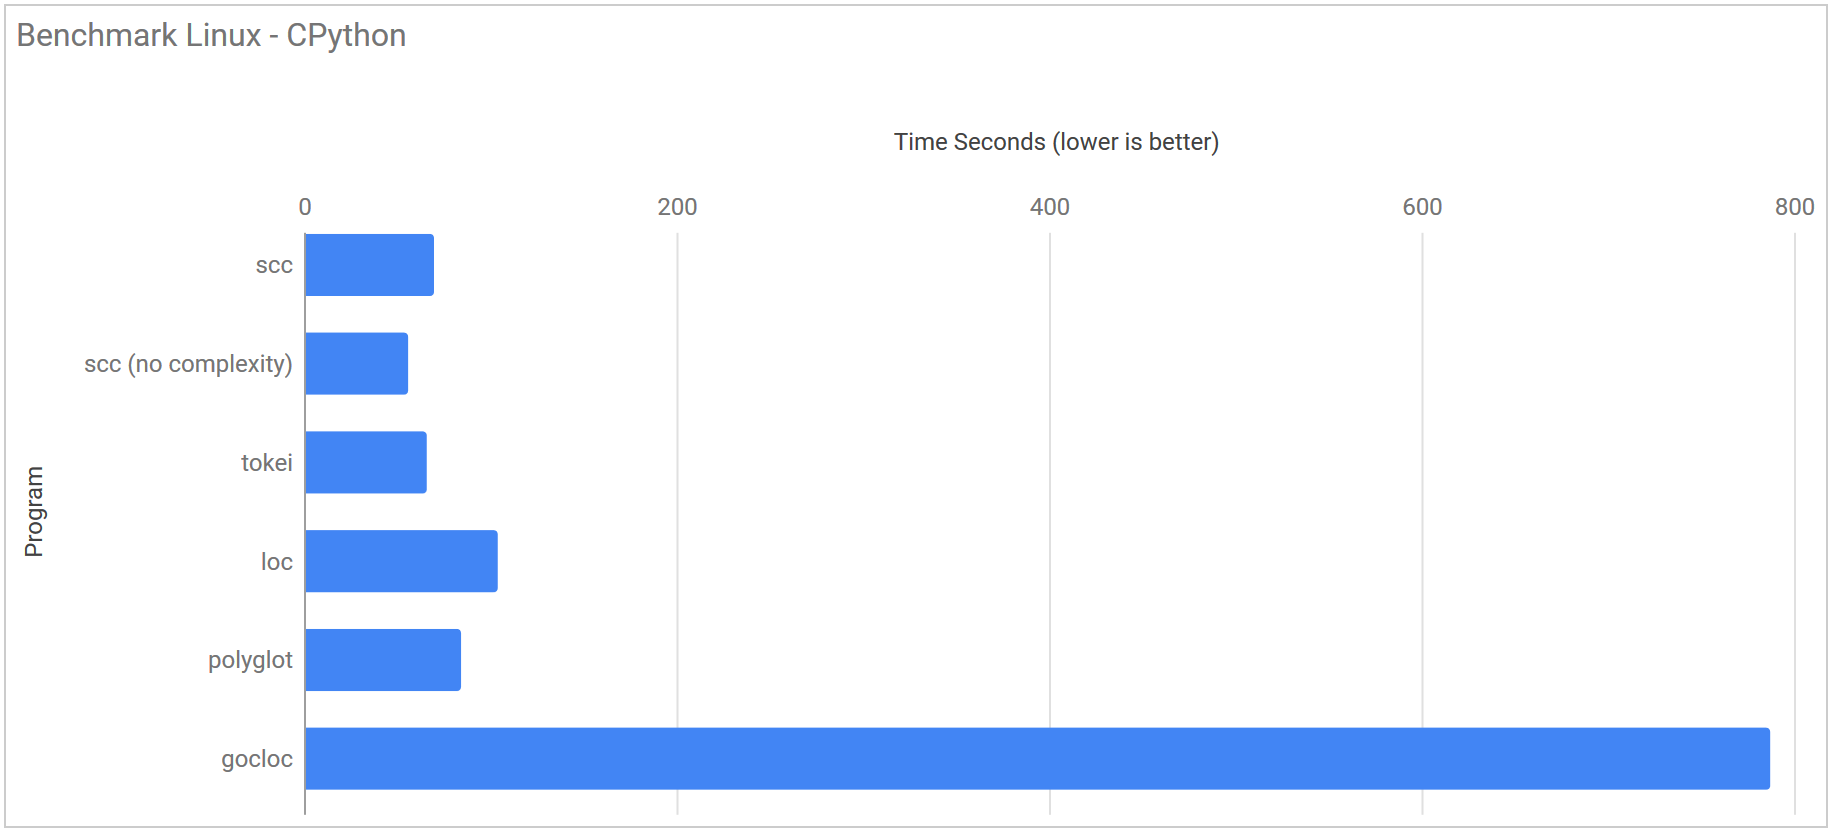 Benchmark Linux - CPython
Time Seconds (lower is better)
0 200 400 600 800
scc
scc (no complexity)
tokei
loc
polyglot
gocloc
Program